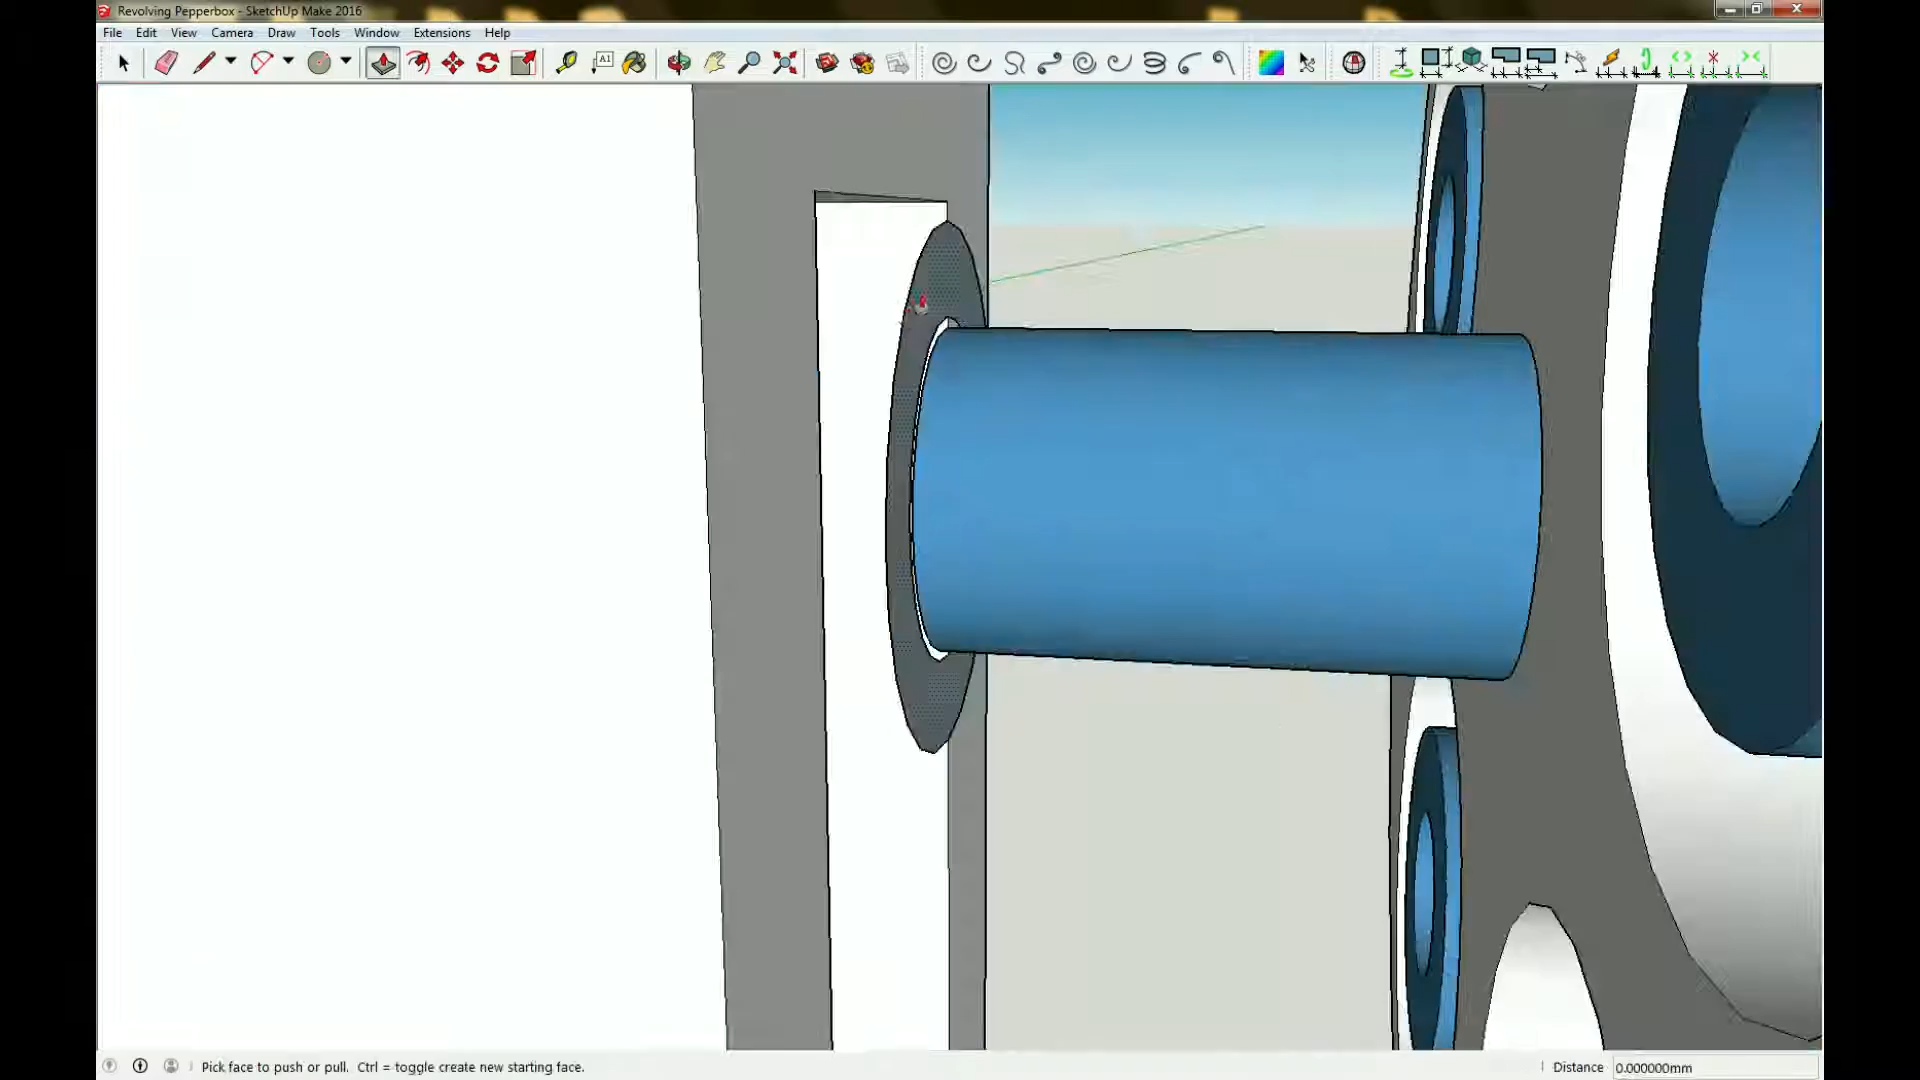 Revolving Pepperbox - SketchUp Make 2016
File Edit View Camera Draw Tools Window Extensions Help
A1
Pick face to push or pull. Ctrl = toggle create new starting face.
Distance 0.000000mm